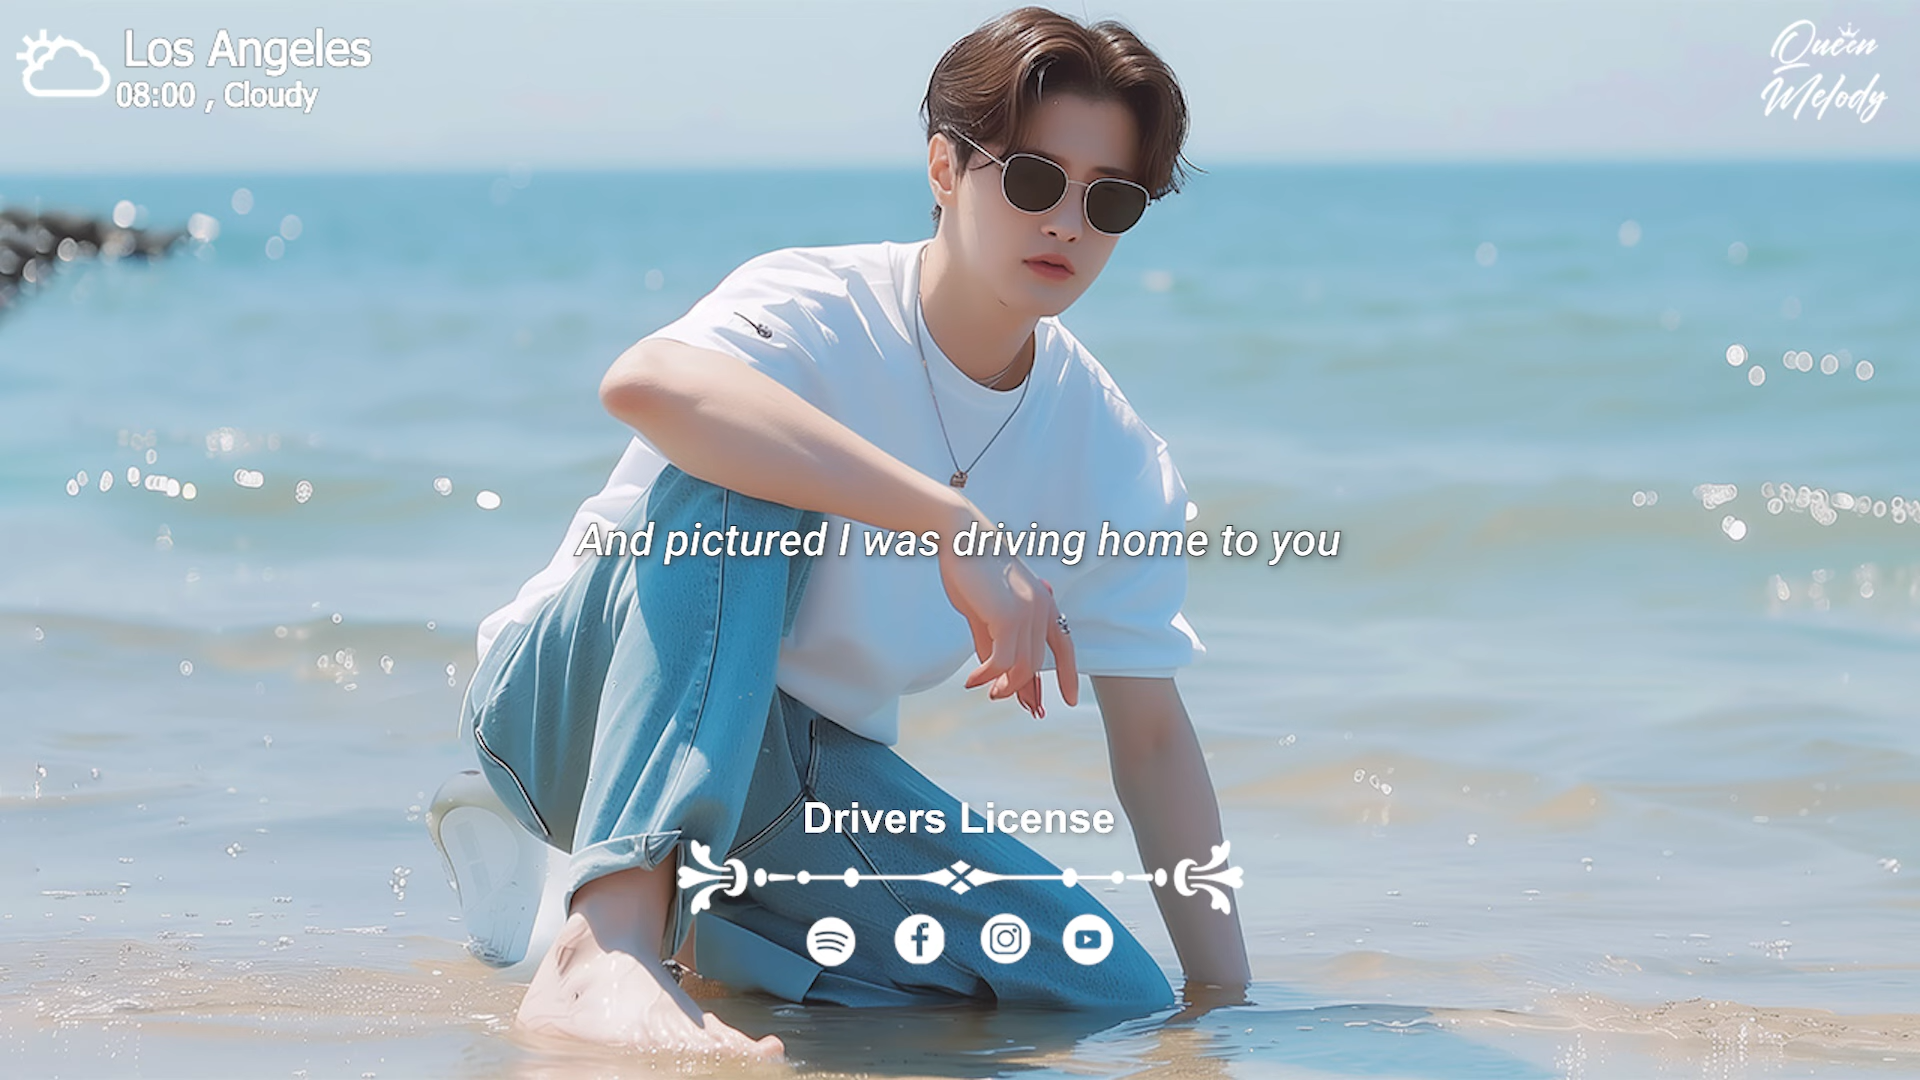 Los Angeles
08:00 , Cloudy
Queen
Melody
And pictured I was driving home to you
Drivers License